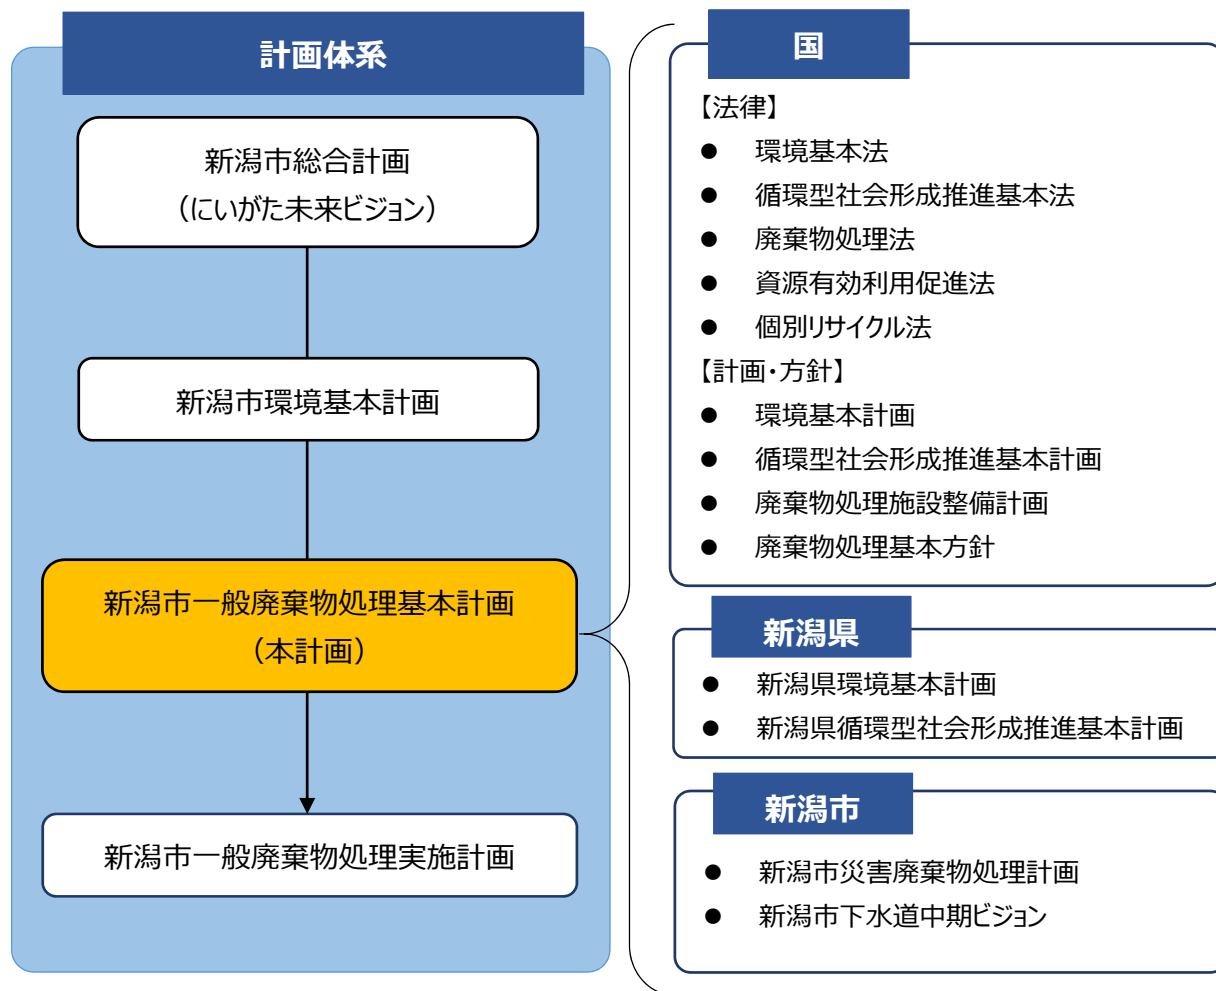 計画体系
新潟市総合計画
（にいがた未来ビジョン）
新潟市環境基本計画
新潟市一般廃棄物処理基本計画
（本計画）
新潟市一般廃棄物処理実施計画
国
【法律】
● 環境基本法
● 循環型社会形成推進基本法
● 廃棄物処理法
● 資源有効利用促進法
● 個別リサイクル法
【計画・方針】
● 環境基本計画
● 循環型社会形成推進基本計画
● 廃棄物処理施設整備計画
● 廃棄物処理基本方針
新潟県
● 新潟県環境基本計画
● 新潟県循環型社会形成推進基本計画
新潟市
● 新潟市災害廃棄物処理計画
● 新潟市下水道中期ビジョン